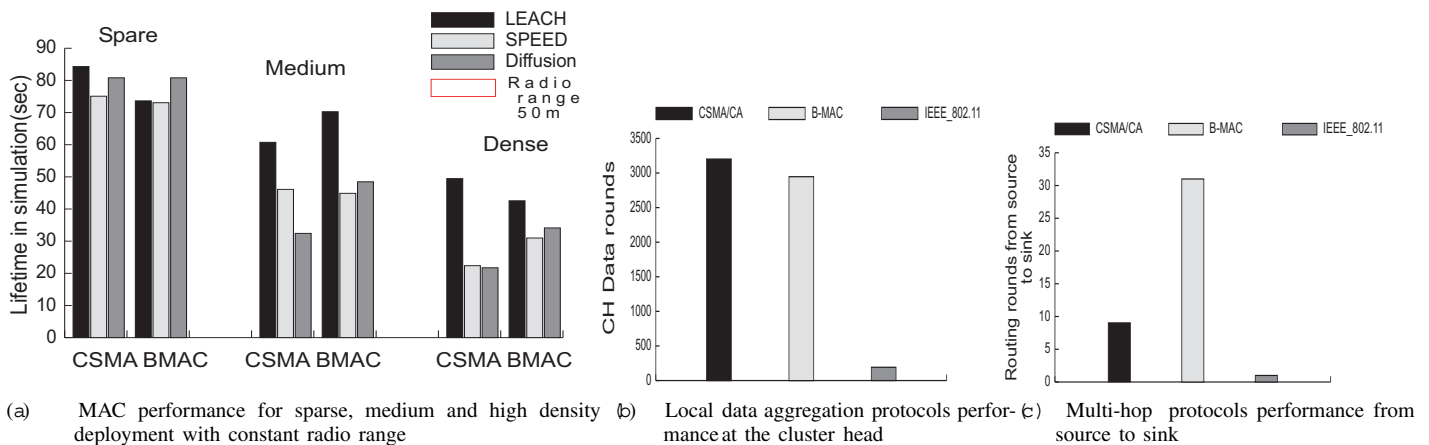 LEACH
SPEED
Diffusion
Radio
range
50m
Spare
Medium
Dense
Lifetime in simulation(sec)
90
80
70
60
50
40
30
20
10
0
CSMA BMAC
CSMA BMAC
CSMA BMAC
(a) MAC performance for sparse, medium and high density
deployment with constant radio range
CSMA/CA
B-MAC
IEEE_802.11
CH Data rounds
3500
3000
2500
2000
1500
1000
500
0
(b) Local data aggregation protocols perfor-
mance at the cluster head
CSMA/CA
B-MAC
IEEE_802.11
Routing rounds from source
to sink
35
30
25
20
15
10
5
0
(c) Multi-hop protocols performance from
source to sink